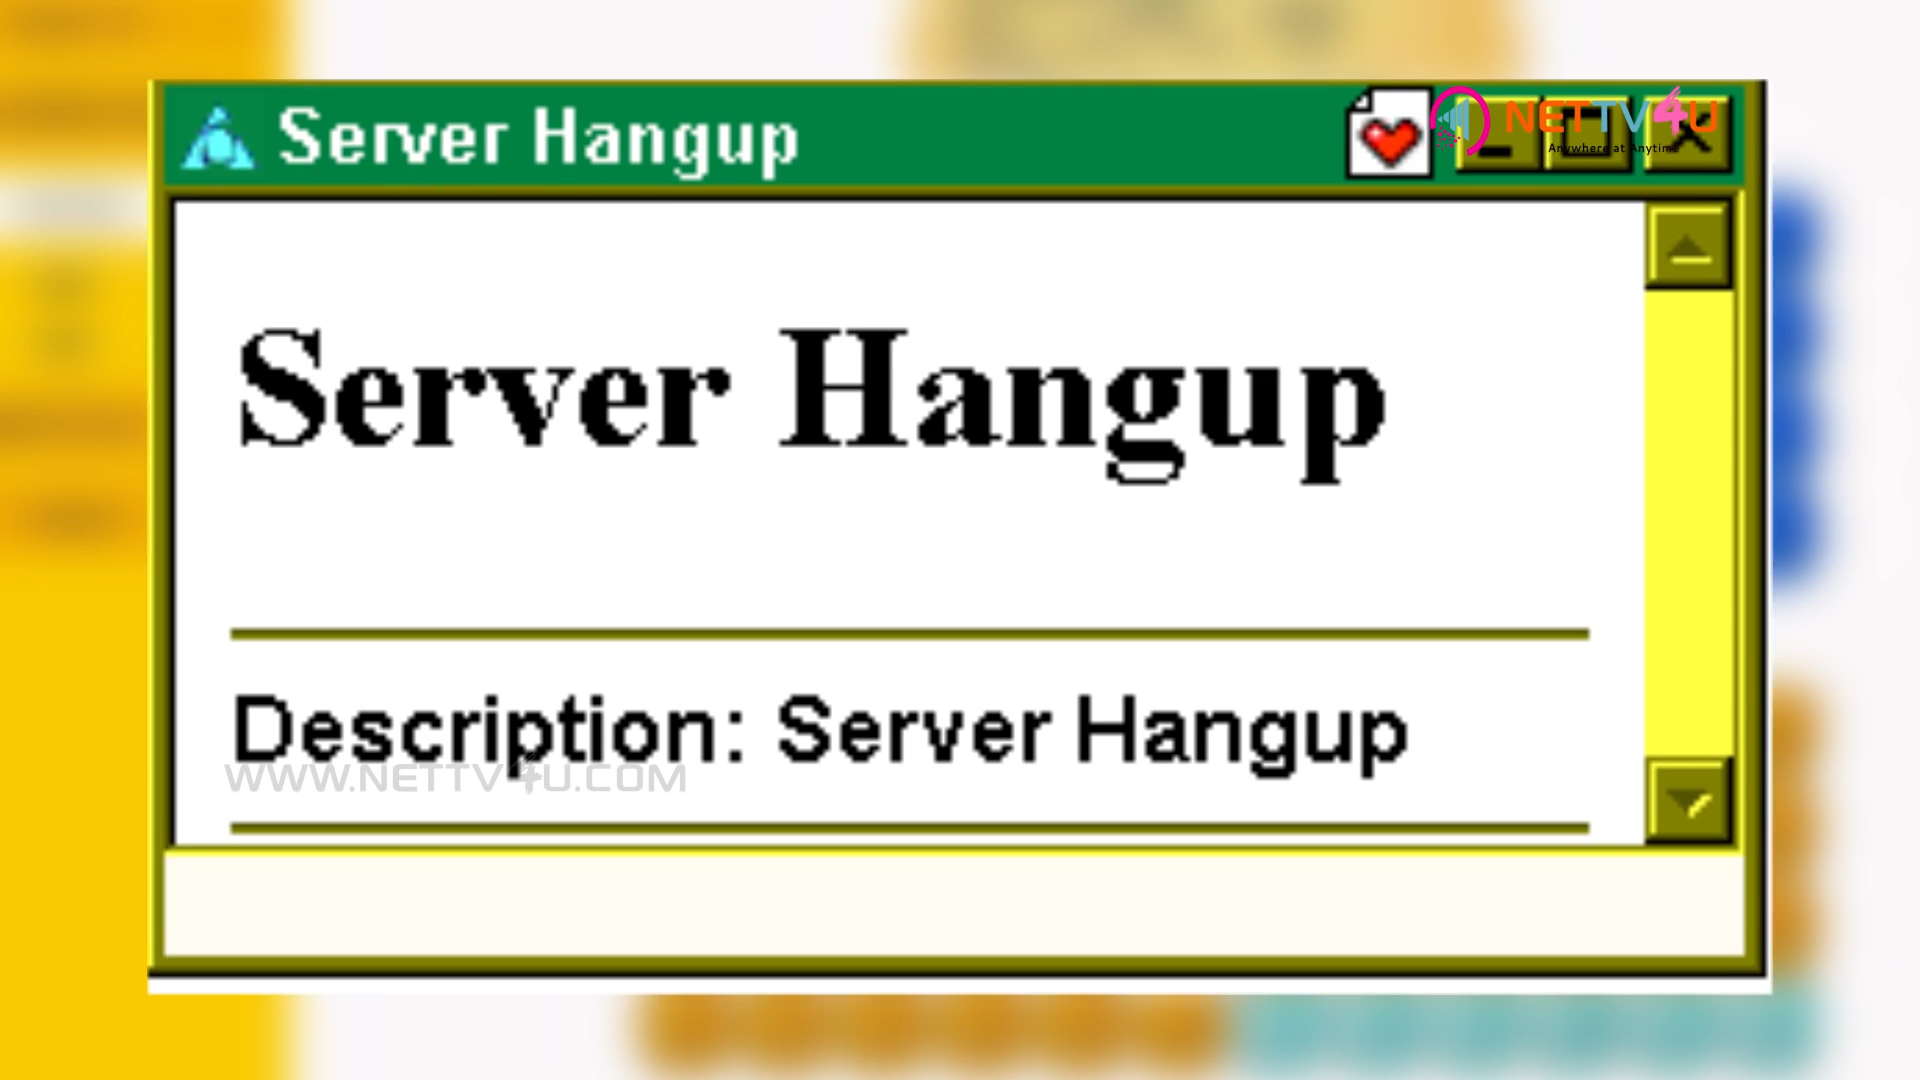 Server Hangup
NETTV4U
Anywhere at Anytime
Server Hangup
Description: Server Hangup
WWW.NETTV4U.COM